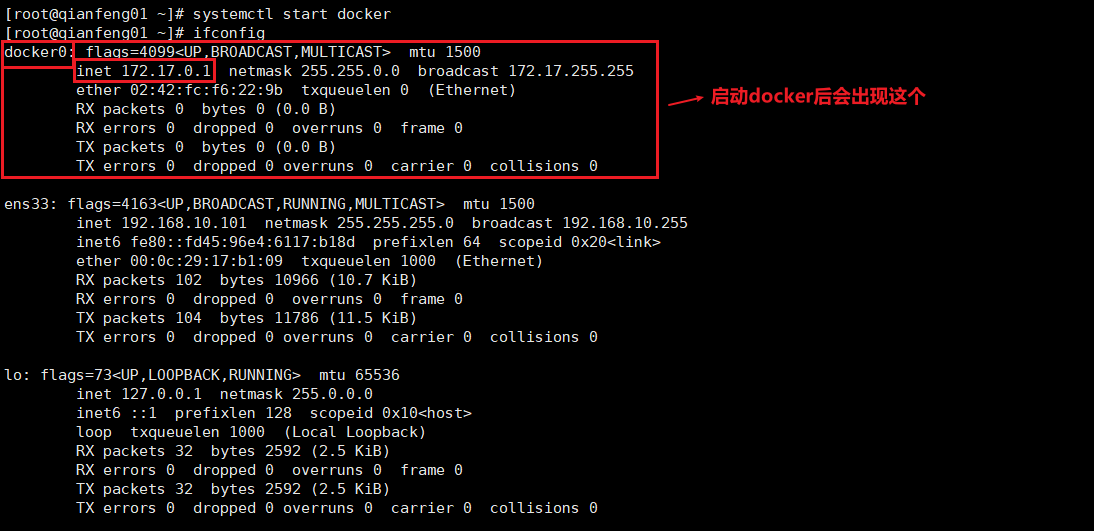 [root@qianfeng01 ~]# systemctl start docker
[root@qianfeng01 ~]# ifconfig
docker0: flags=4099<UP,BROADCAST,MULTICAST>  mtu 1500
        inet 172.17.0.1  netmask 255.255.0.0  broadcast 172.17.255.255
        ether 02:42:fc:f6:22:9b  txqueuelen 0  (Ethernet)
        RX packets 0  bytes 0 (0.0 B)
        RX errors 0  dropped 0  overruns 0  frame 0
        TX packets 0  bytes 0 (0.0 B)
        TX errors 0  dropped 0 overruns 0  carrier 0  collisions 0
启动docker后会出现这个

ens33: flags=4163<UP,BROADCAST,RUNNING,MULTICAST>  mtu 1500
        inet 192.168.10.101  netmask 255.255.255.0  broadcast 192.168.10.255
        inet6 fe80::fd45:96e4:6117:b18d  prefixlen 64  scopeid 0x20<link>
        ether 00:0c:29:17:b1:09  txqueuelen 1000  (Ethernet)
        RX packets 102  bytes 10966 (10.7 KiB)
        RX errors 0  dropped 0  overruns 0  frame 0
        TX packets 104  bytes 11786 (11.5 KiB)
        TX errors 0  dropped 0 overruns 0  carrier 0  collisions 0

lo: flags=73<UP,LOOPBACK,RUNNING>  mtu 65536
        inet 127.0.0.1  netmask 255.0.0.0
        inet6 ::1  prefixlen 128  scopeid 0x10<host>
        loop  txqueuelen 1000  (Local Loopback)
        RX packets 32  bytes 2592 (2.5 KiB)
        RX errors 0  dropped 0  overruns 0  frame 0
        TX packets 32  bytes 2592 (2.5 KiB)
        TX errors 0  dropped 0 overruns 0  carrier 0  collisions 0